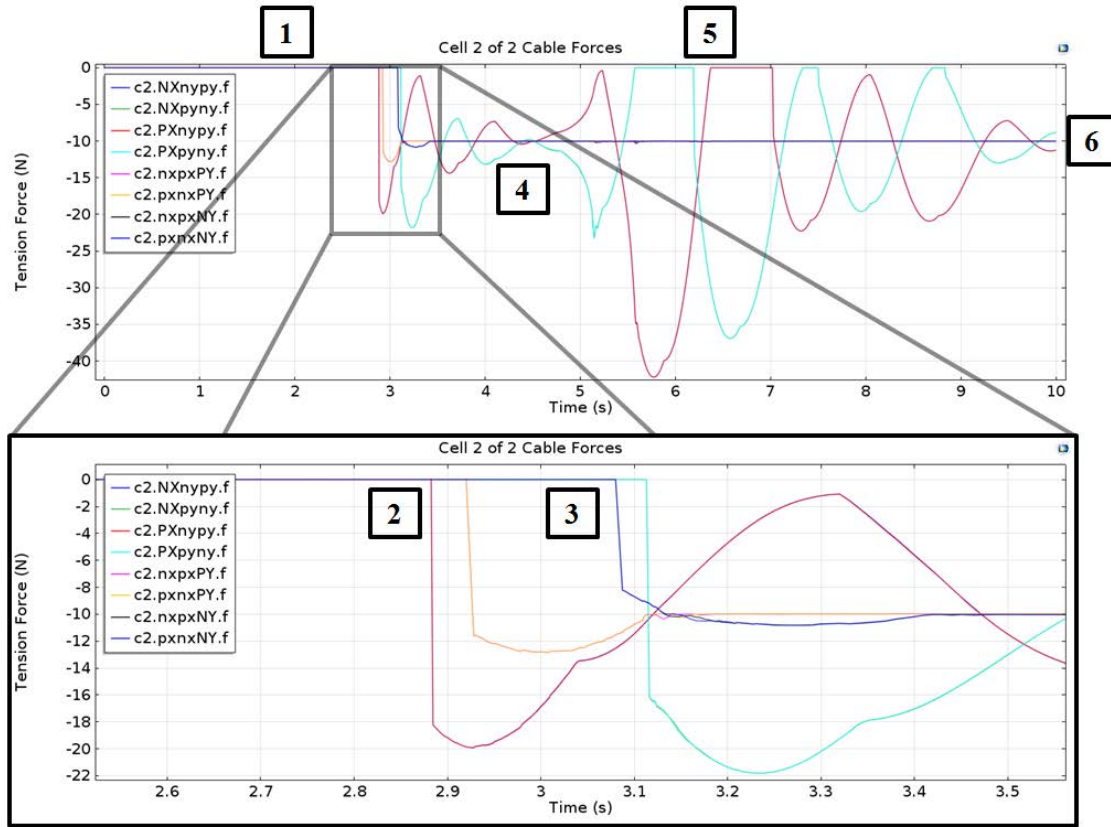 1
5
Cell 2 of 2 Cable Forces
0
-5
-10
-15
-20
-25
-30
-35
-40
Tension Force (N)
c2.NXnypy.f
c2.NXpyny.f
c2.PXnypy.f
c2.PXpyny.f
c2.nxpxPY.f
c2.pxnxPY.f
c2.nxpxNY.f
c2.pxnxNY.f
4
6
0 1 2 3 4 5 6 7 8 9 10
Time (s)
Cell 2 of 2 Cable Forces
0
-2
-4
-6
-8
-10
-12
-14
-16
-18
-20
-22
Tension Force (N)
c2.NXnypy.f
c2.NXpyny.f
c2.PXnypy.f
c2.PXpyny.f
c2.nxpxPY.f
c2.pxnxPY.f
c2.nxpxNY.f
c2.pxnxNY.f
2
3
2.6 2.7 2.8 2.9 3 3.1 3.2 3.3 3.4 3.5
Time (s)